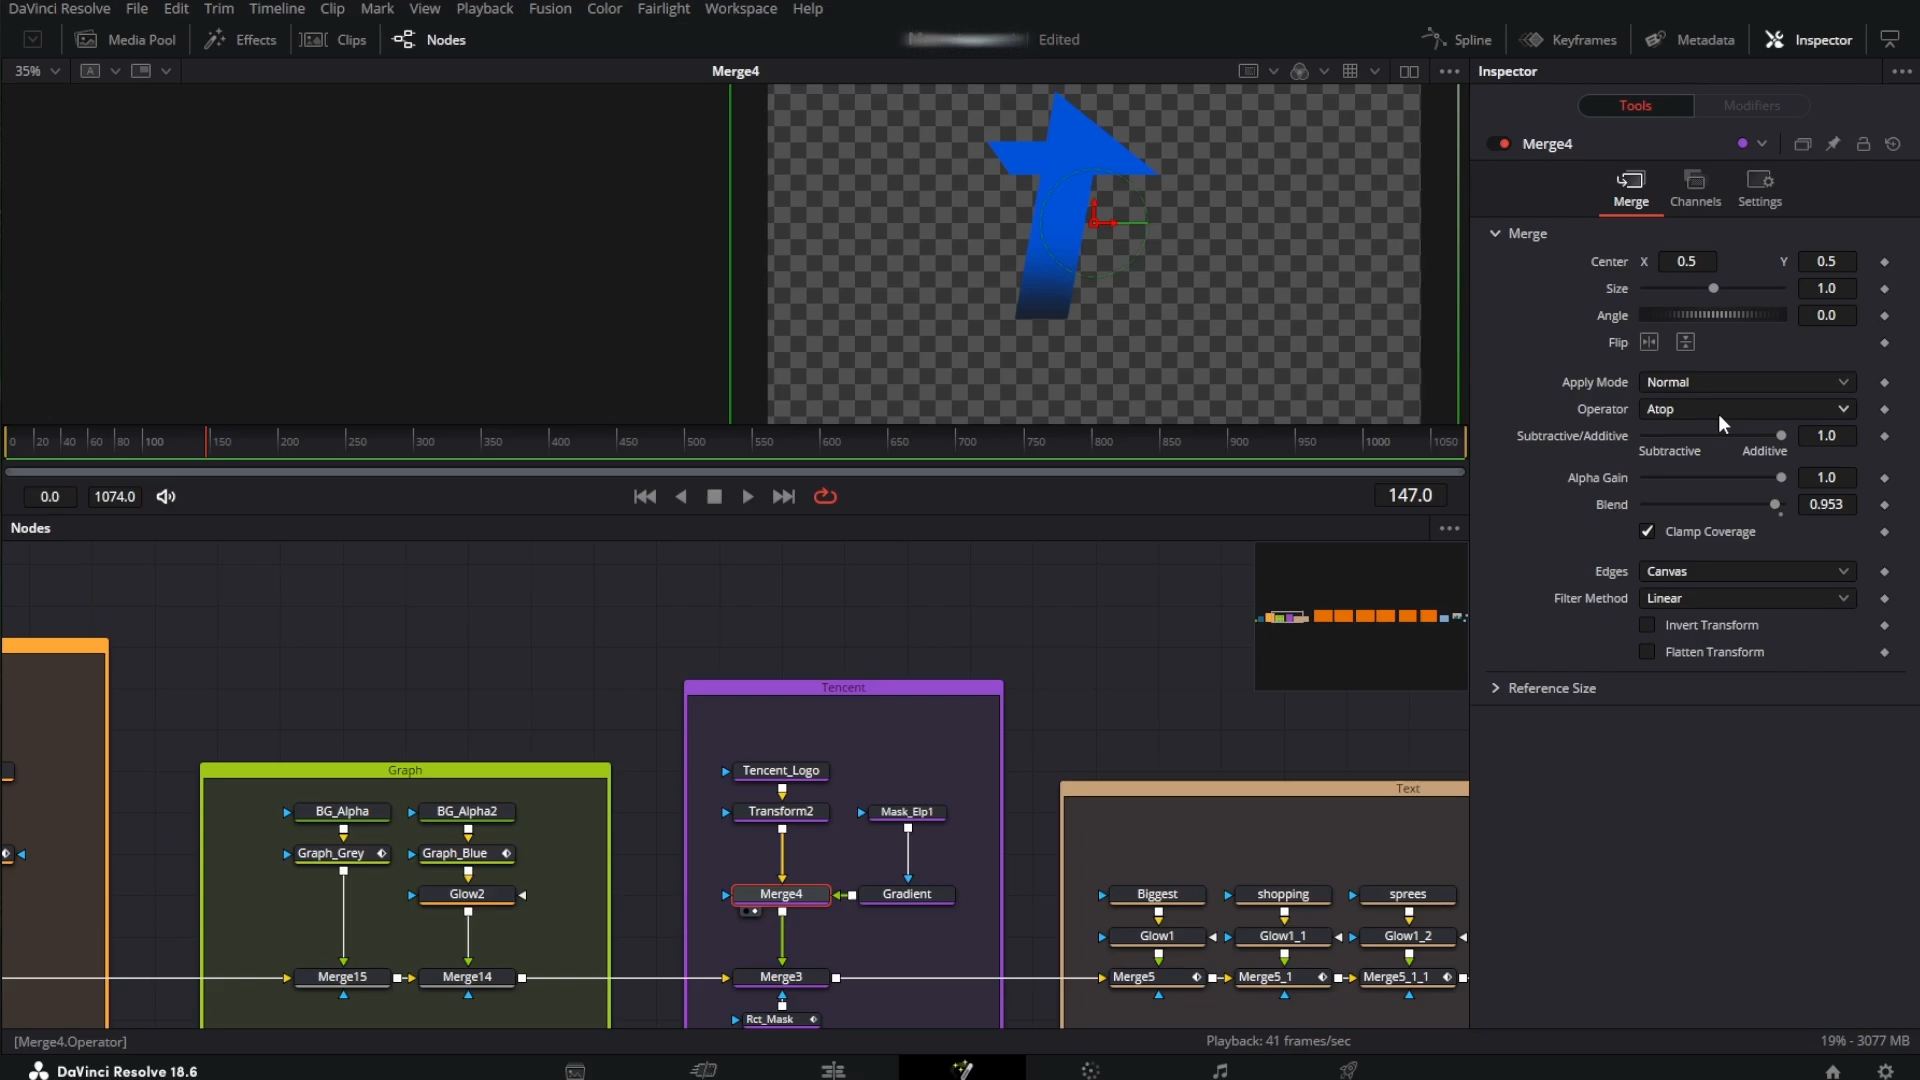 DaVinci Resolve File Edit Trim Timeline Clip Mark View Playback Fusion Color Fairlight Workspace Help
Media Pool Effects Clips Nodes Edited Spline Keyframes Metadata Inspector
35% A Merge4 Inspector
Tools Modifiers
Merge4
Merge Channels Settings
Merge
Center X 0.5 Y 0.5
Size 1.0
Angle 0.0
Flip
Apply Mode Normal
Operator Atop
Subtractive/Additive 1.0
Subtractive Additive
Alpha Gain 1.0
Blend 0.953
Clamp Coverage
Edges Canvas
Filter Method Linear
Invert Transform
Flatten Transform
Reference Size
0 20 40 60 80 100 150 200 250 300 350 400 450 500 550 600 650 700 750 800 850 900 950 1000 1050
0.0 1074.0 147.0
Nodes
Tencent
Tencent_Logo
Transform2 Mask_Elp1
Merge4 Gradient
Merge3
Rct_Mask
Graph
BG_Alpha BG_Alpha2
Graph_Grey Graph_Blue
Glow2
Merge15 Merge14
Text
Biggest shopping sprees
Glow1 Glow1_1 Glow1_2
Merge5 Merge5_1 Merge5_1_1
[Merge4.Operator] Playback: 41 frames/sec 19% - 3077 MB
DaVinci Resolve 18.6